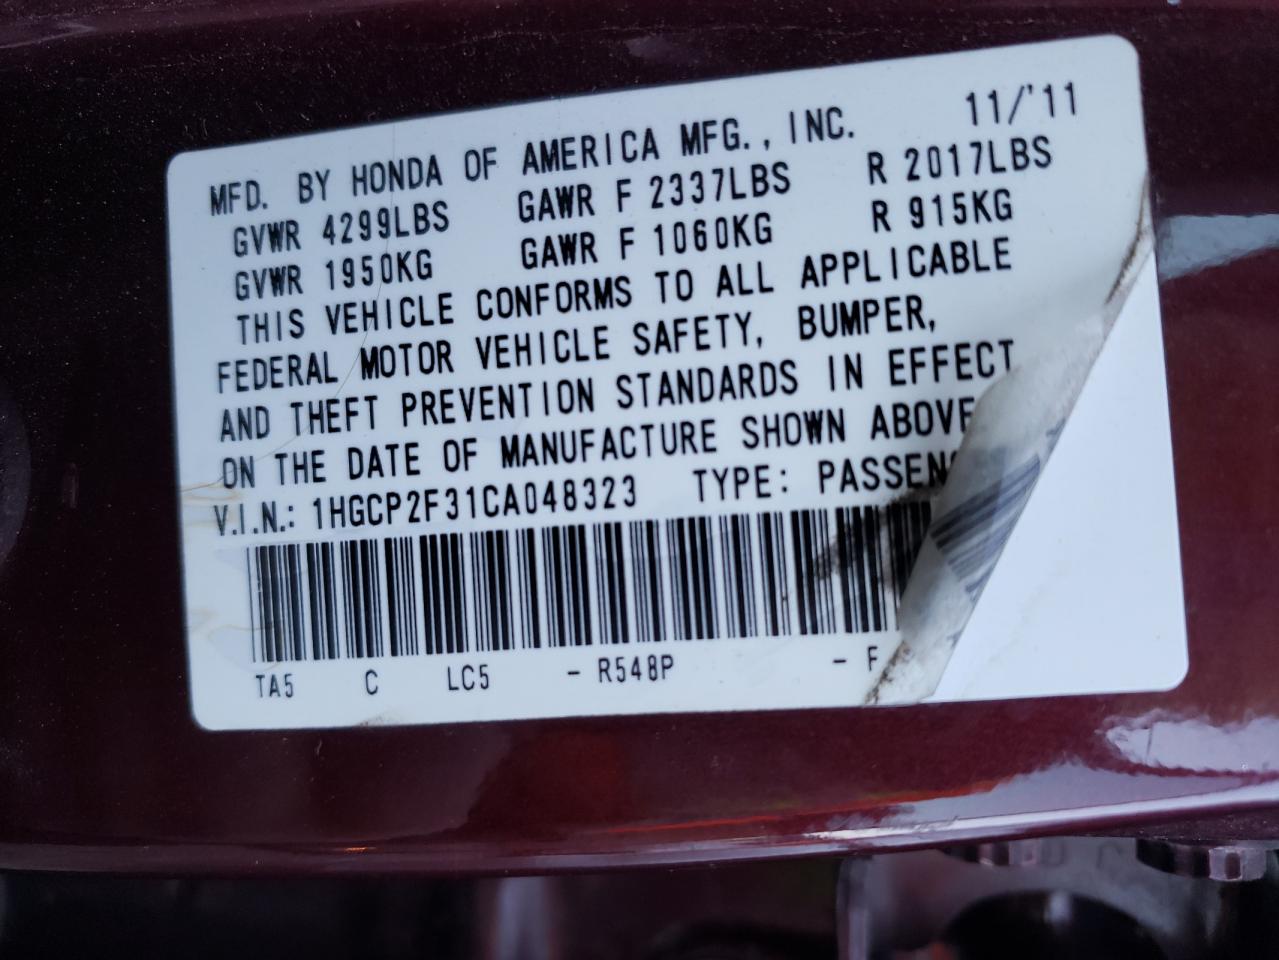 MFD. BY HONDA OF AMERICA MFG., INC. 11/'11
GVWR 4299LBS GAWR F 2337LBS R 2017LBS
GVWR 1950KG GAWR F 1060KG R 915KG
THIS VEHICLE CONFORMS TO ALL APPLICABLE
FEDERAL MOTOR VEHICLE SAFETY, BUMPER,
AND THEFT PREVENTION STANDARDS IN EFFECT
ON THE DATE OF MANUFACTURE SHOWN ABOVE
V.I.N.: 1HGCP2F31CA048323 TYPE:
TA5 C LC5 - R548P - F